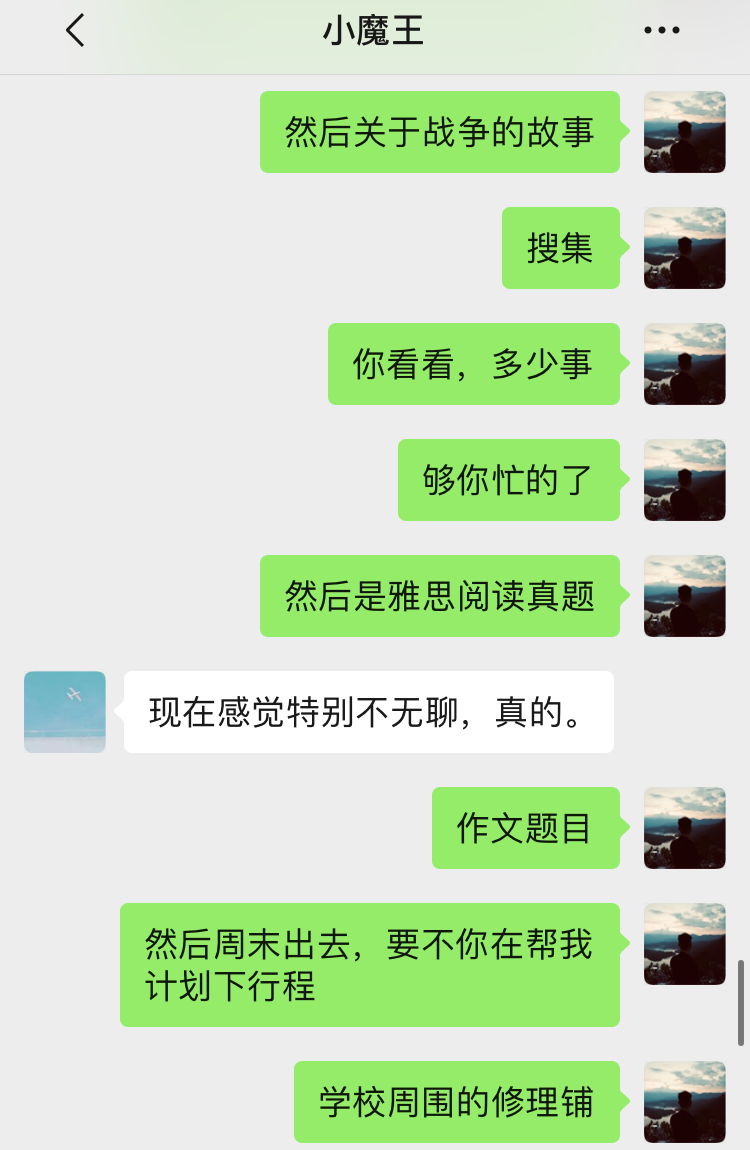 小魔王
然后关于战争的故事
搜集
你看看，多少事
够你忙的了
然后是雅思阅读真题
现在感觉特别不无聊，真的。
作文题目
然后周末出去，要不你在帮我
计划下行程
学校周围的修理铺